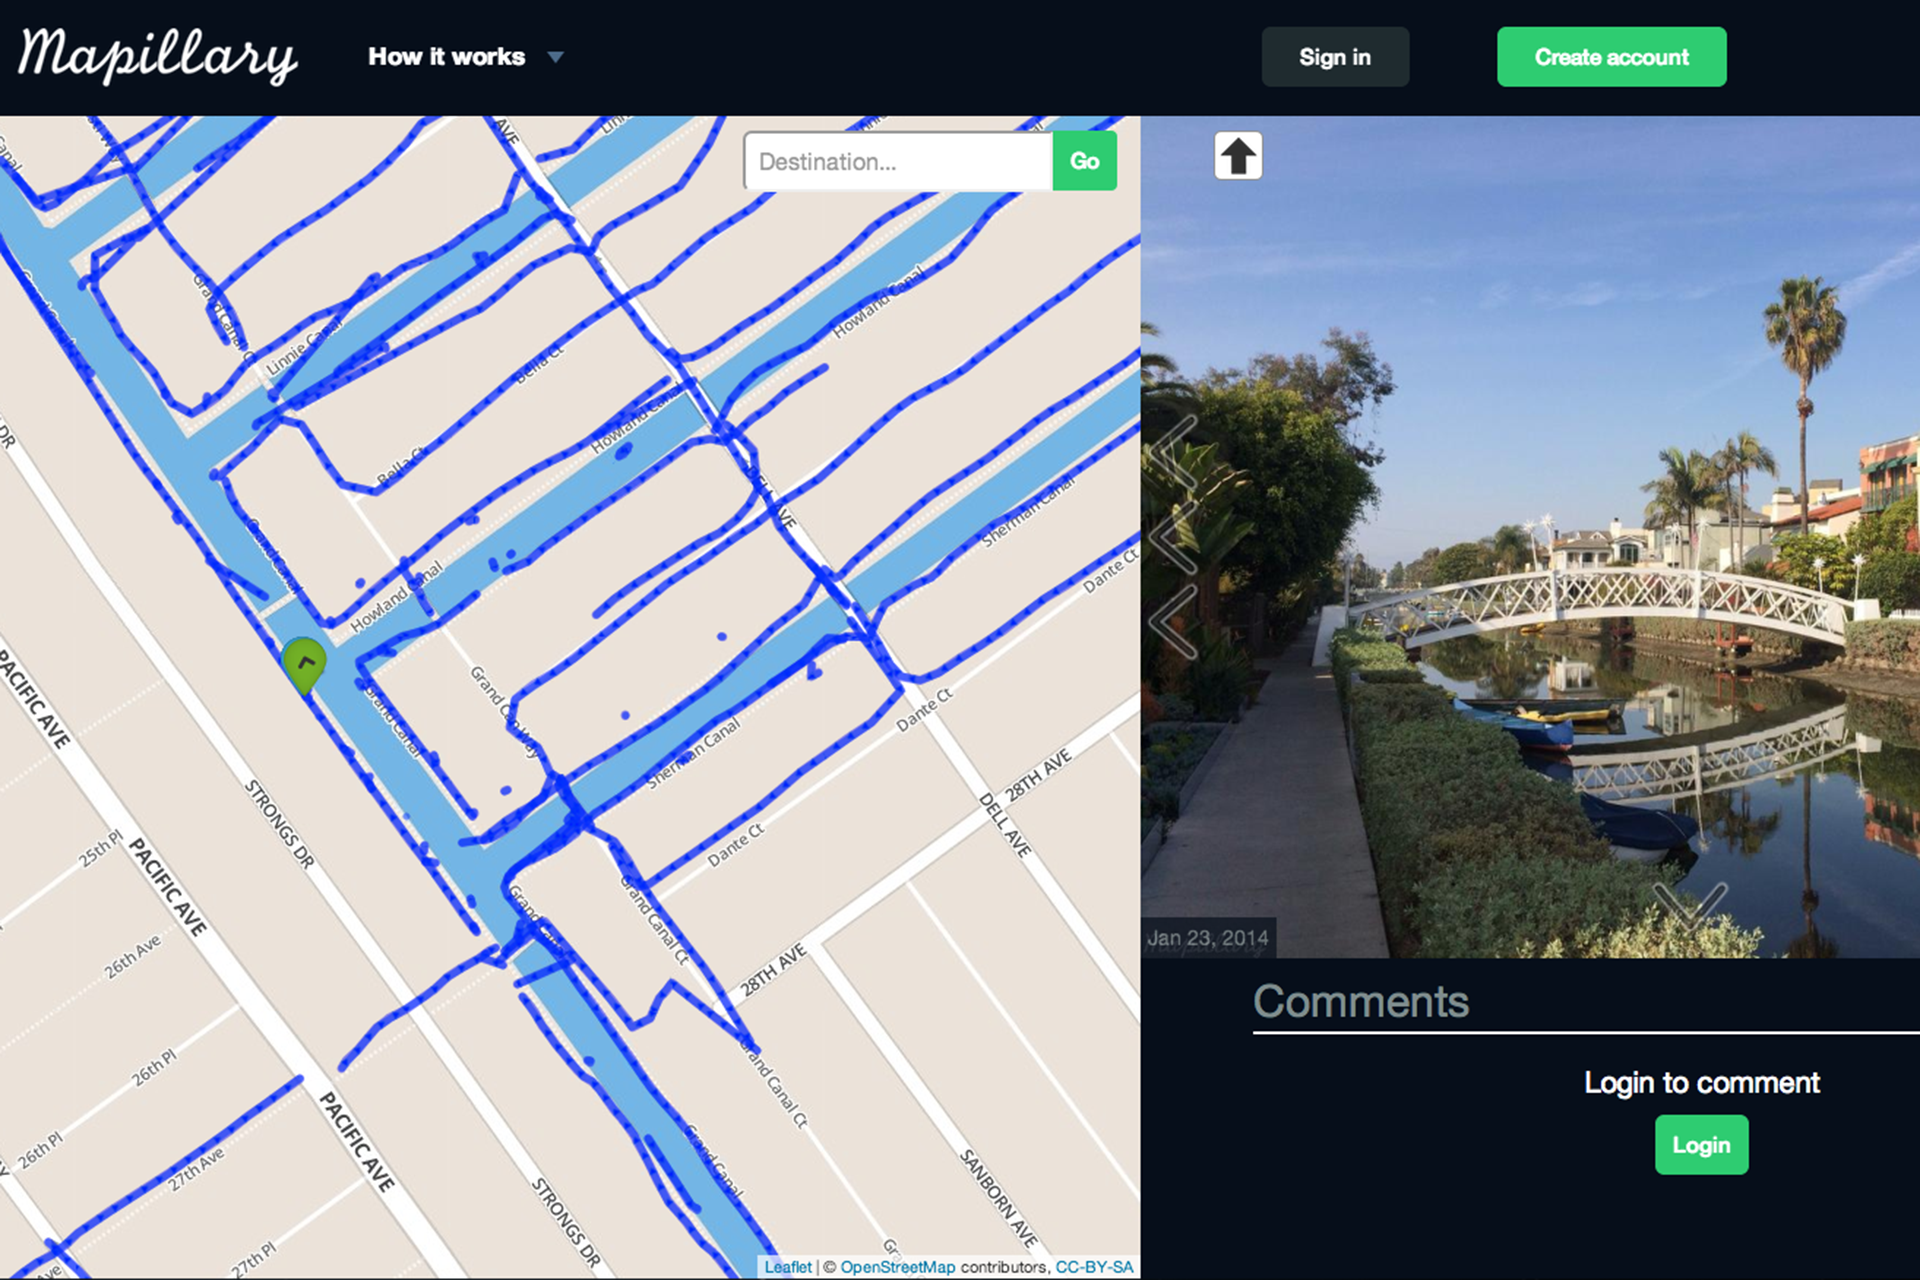 Mapillary
How it works
Sign in
Create account
Destination...
Go
AVE
Canal
DR
Linnie Canal
Bella Ct
Bella Ct
Howland Canal
Howland Canal
Howland Canal
DELL AVE
Sherman Canal
Dante Ct
Grand Canal
Grand Canal
Sherman Canal
Dante Ct
Dante Ct
28TH AVE
DELL AVE
28TH AVE
PACIFIC AVE
PACIFIC AVE
PACIFIC AVE
STRONGS DR
STRONGS DR
25th Pl
26th Ave
26th Pl
26th Pl
27th Ave
27th Pl
Ave
Grand Canal Ct
Grand Canal Ct
Grand Canal
SANBORN AVE
Leaflet | © OpenStreetMap contributors, CC-BY-SA
Jan 23, 2014
Comments
Login to comment
Login